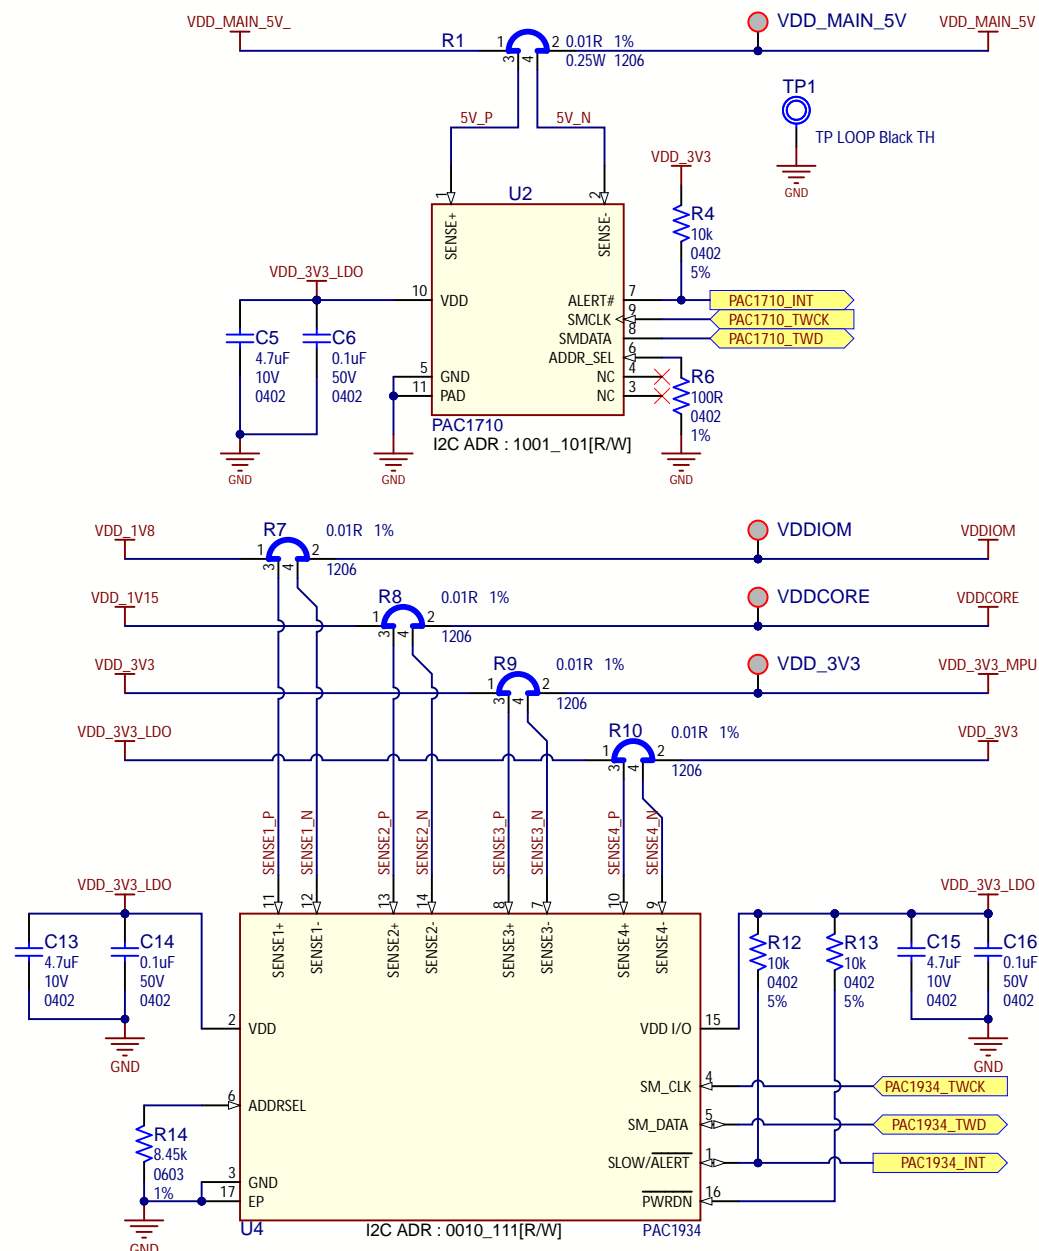 VDD_MAIN_5V_
R1
1
2
3
4
0.01R 1%
0.25W 1206
VDD_MAIN_5V
VDD_MAIN_5V
TP1
TP LOOP Black TH
GND
5V_P
5V_N
VDD_3V3
R4
10k
0402
5%
1
2
U2
SENSE+
SENSE-
VDD_3V3_LDO
10 VDD
ALERT# 7
PAC1710_INT
SMCLK 9
PAC1710_TWCK
SMDATA 8
PAC1710_TWD
ADDR_SEL 6
C5
4.7uF
10V
0402
C6
0.1uF
50V
0402
5 GND
11 PAD
NC 4
NC 3
R6
100R
0402
1%
PAC1710
I2C ADR : 1001_101[R/W]
GND
GND
GND
VDD_1V8
R7
0.01R 1%
1
2
3
4
1206
VDDIOM
VDDIOM
VDD_1V15
R8
0.01R 1%
1
2
3
4
1206
VDDCORE
VDDCORE
VDD_3V3
R9
0.01R 1%
1
2
3
4
1206
VDD_3V3
VDD_3V3_MPU
VDD_3V3_LDO
R10
0.01R 1%
1
2
3
4
1206
VDD_3V3
SENSE1_P
SENSE1_N
SENSE2_P
SENSE2_N
SENSE3_P
SENSE3_N
SENSE4_P
SENSE4_N
VDD_3V3_LDO
VDD_3V3_LDO
11
12
13
14
8
7
10
9
SENSE1+
SENSE1-
SENSE2+
SENSE2-
SENSE3+
SENSE3-
SENSE4+
SENSE4-
C13
4.7uF
10V
0402
C14
0.1uF
50V
0402
R12
10k
0402
5%
R13
10k
0402
5%
C15
4.7uF
10V
0402
C16
0.1uF
50V
0402
2 VDD
VDD I/O 15
GND
GND
SM_CLK 4
PAC1934_TWCK
6 ADDRSEL
SM_DATA 5
PAC1934_TWD
R14
8.45k
0603
1%
SLOW/ALERT 1
PAC1934_INT
3 GND
17 EP
PWRDN 16
U4
I2C ADR : 0010_111[R/W]
PAC1934
GND